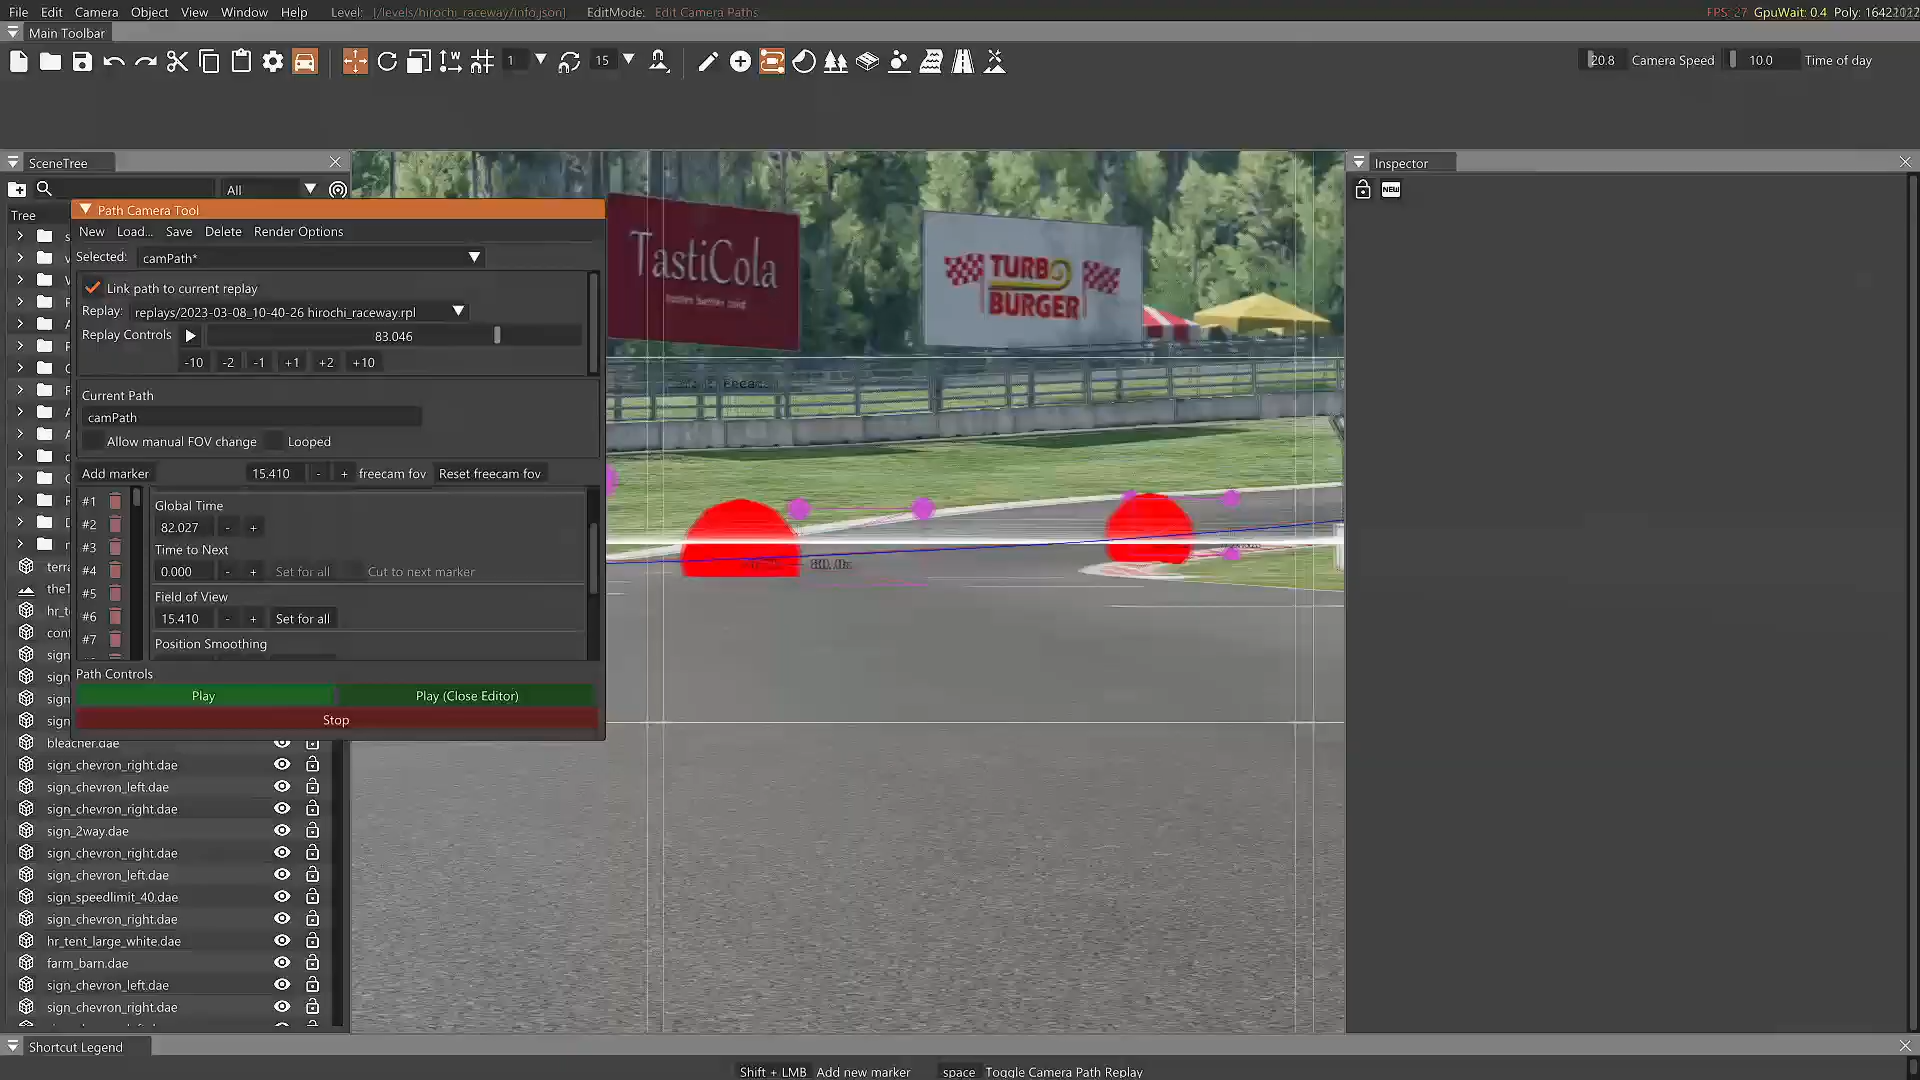 File Edit Camera Object View Window Help Level: [/levels/hirochi_raceway/info.json] EditMode: Edit Camera Paths FPS: 27 GpuWait: 0.4
Main Toolbar
1 15 20.8 Camera Speed 10.0 Time of day
SceneTree
Inspector
All
NEW
Tree
Path Camera Tool
New Load... Save Delete Render Options
Selected: camPath*
Link path to current replay
Replay: replays/2023-03-08_10-40-26 hirochi_raceway.rpl
Replay Controls 83.046
-10 -2 -1 +1 +2 +10
Current Path
camPath
Allow manual FOV change Looped
Add marker 15.410 - + freecam fov Reset freecam fov
#1 Global Time
#2 82.027 - +
#3 Time to Next
#4 0.000 - + Set for all Cut to next marker
#5 Field of View
#6 15.410 - + Set for all
#7 Position Smoothing
Path Controls
Play Play (Close Editor)
Stop
TastiCola
TURBO
BURGER
terra
theT
hr_t
cont
sign
sign
sign
sign
bleacher.dae
sign_chevron_right.dae
sign_chevron_left.dae
sign_chevron_right.dae
sign_2way.dae
sign_chevron_right.dae
sign_chevron_left.dae
sign_speedlimit_40.dae
sign_chevron_right.dae
hr_tent_large_white.dae
farm_barn.dae
sign_chevron_left.dae
sign_chevron_right.dae
Shortcut Legend
Shift + LMB Add new marker space Toggle Camera Path Replay